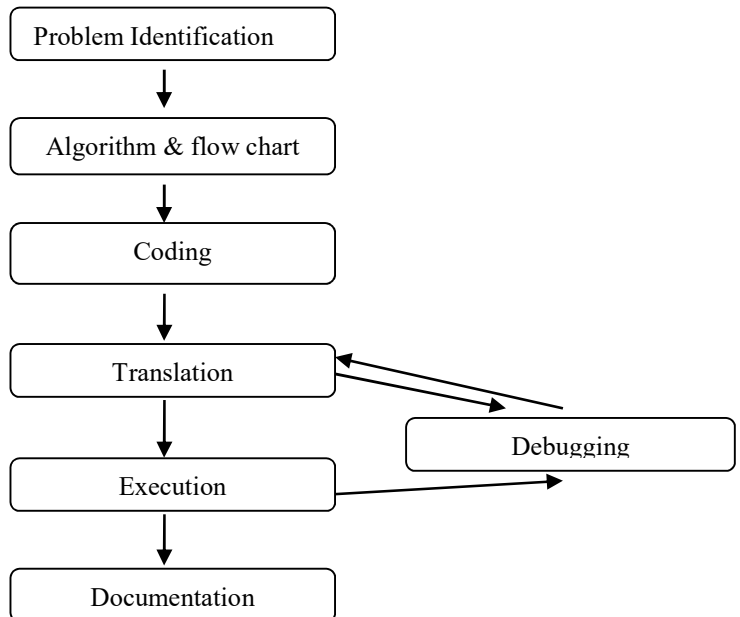 Problem Identification
Algorithm & flow chart
Coding
Translation
Debugging
Execution
Documentation